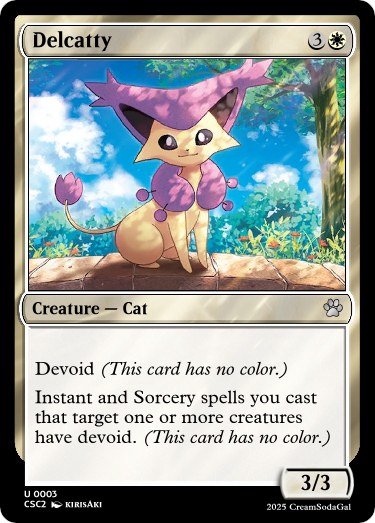 Delcatty 3
Creature — Cat
Devoid (This card has no color.)
Instant and Sorcery spells you cast
that target one or more creatures
have devoid. (This card has no color.)
3/3
U 0003
CSC2 KIRISAKI
2025 CreamSodaGal